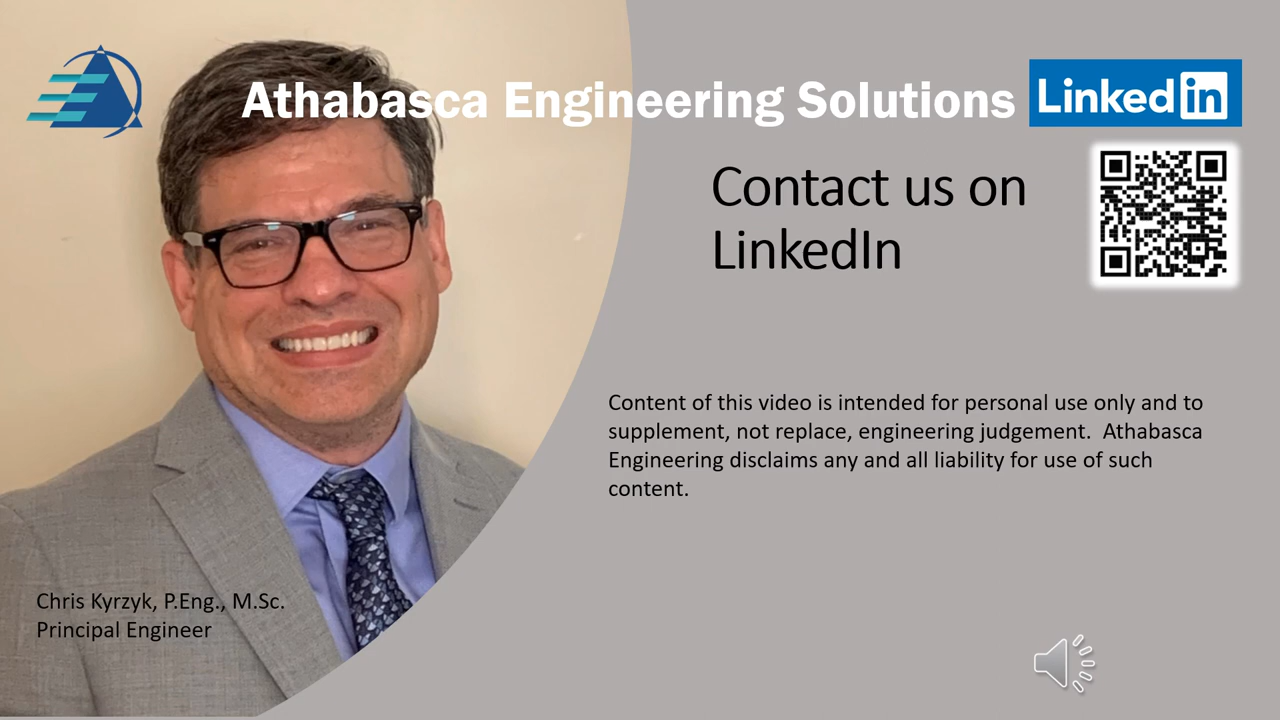 Athabasca Engineering Solutions
Linked in
Contact us on
LinkedIn
Content of this video is intended for personal use only and to
supplement, not replace, engineering judgement.  Athabasca
Engineering disclaims any and all liability for use of such
content.
Chris Kyrzyk, P.Eng., M.Sc.
Principal Engineer